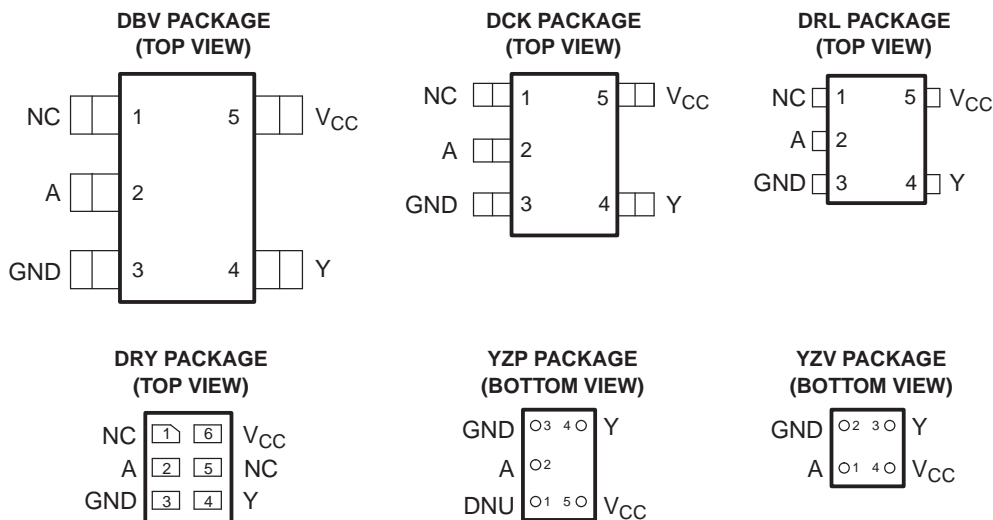 DBV PACKAGE
(TOP VIEW)
NC 1 5 VCC
A 2
GND 3 4 Y
DCK PACKAGE
(TOP VIEW)
NC 1 5 VCC
A 2
GND 3 4 Y
DRL PACKAGE
(TOP VIEW)
NC 1 5 VCC
A 2
GND 3 4 Y
DRY PACKAGE
(TOP VIEW)
NC 1 6 VCC
A 2 5 NC
GND 3 4 Y
YZP PACKAGE
(BOTTOM VIEW)
GND 3 4 Y
A 2
DNU 1 5 VCC
YZV PACKAGE
(BOTTOM VIEW)
GND 2 3 Y
A 1 4 VCC